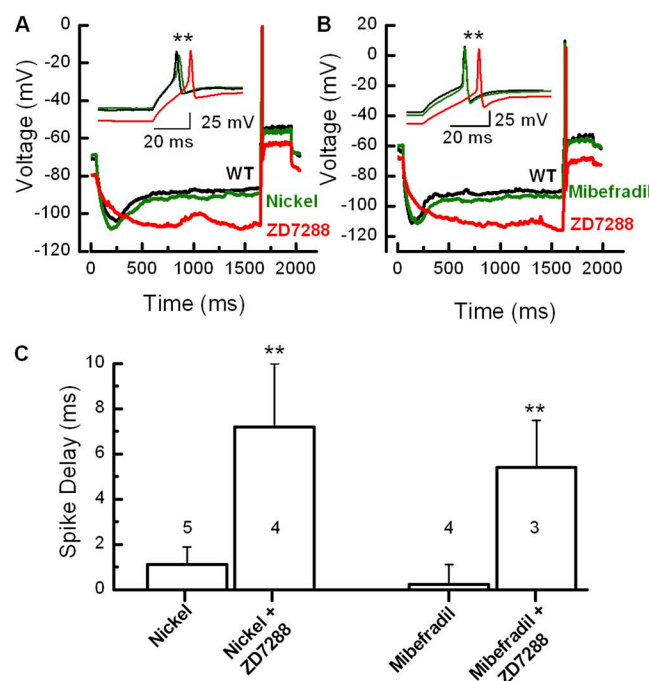 A
B
**
**
Voltage (mV)
0
-20
-40
-60
-80
-100
-120
25 mV
20 ms
WT
Nickel
ZD7288
0
500
1000
1500
2000
Time (ms)
Voltage (mV)
20
0
-20
-40
-60
-80
-100
-120
25 mV
20 ms
WT
Mibefradil
ZD7288
0
500
1000
1500
2000
Time (ms)
C
Spike Delay (ms)
10
8
6
4
2
0
**
**
5
4
4
3
Nickel
Nickel +
ZD7288
Mibefradil
Mibefradil +
ZD7288